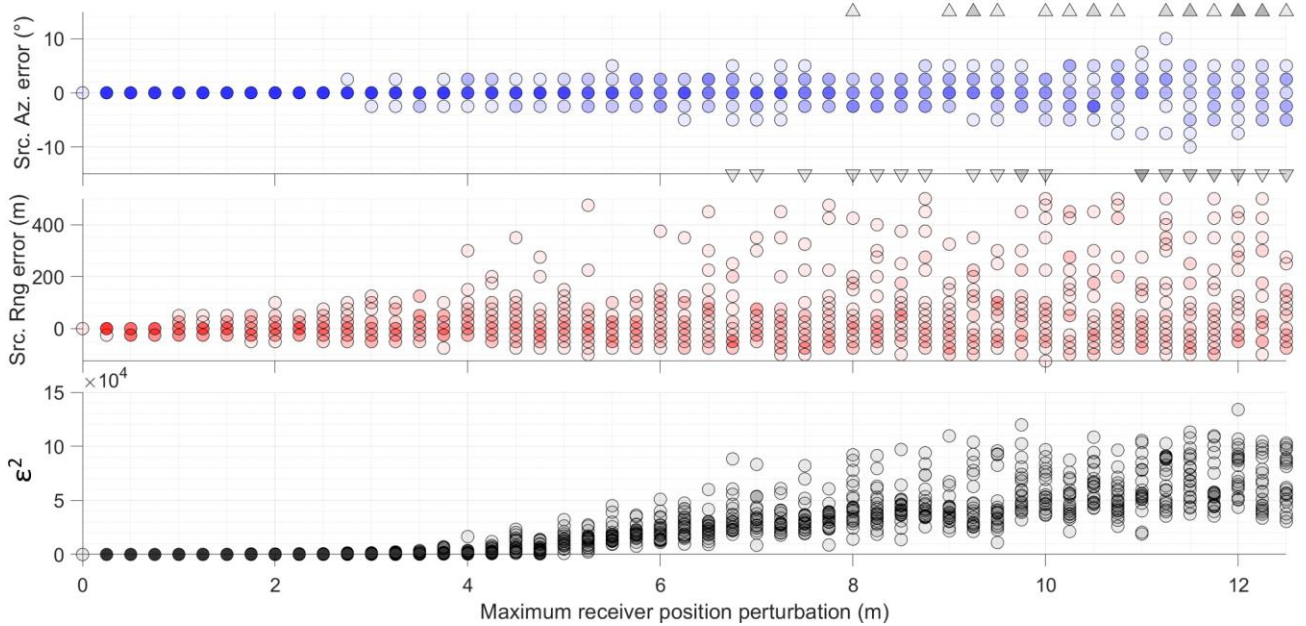 Src. Az. error (°)
10
0
-10
Src. Rng error (m)
400
200
0
×10⁴
ε²
15
10
5
0
0 2 4 6 8 10 12
Maximum receiver position perturbation (m)